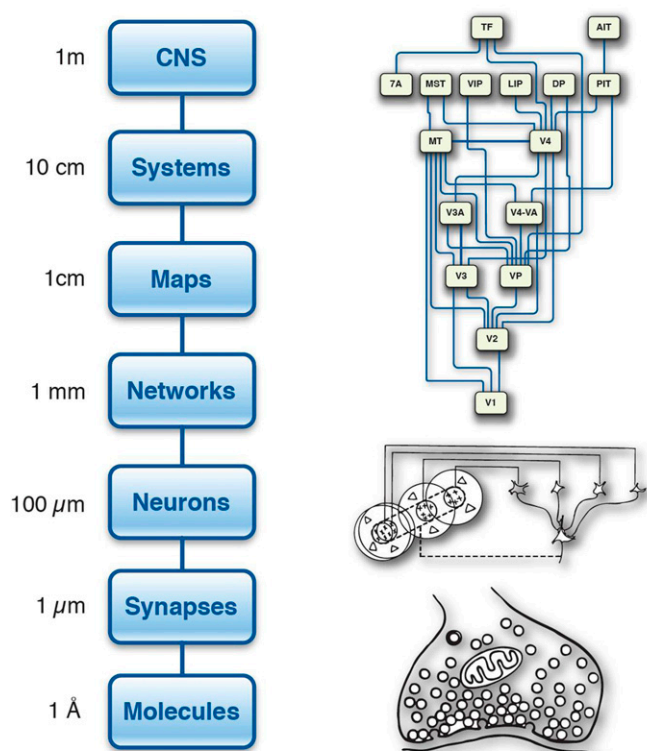 1m
CNS
10 cm
Systems
1cm
Maps
1 mm
Networks
100 µm
Neurons
1 µm
Synapses
1 Å
Molecules
TF
AIT
7A MST VIP LIP DP PIT
MT
V4
V3A
V4-VA
V3
VP
V2
V1